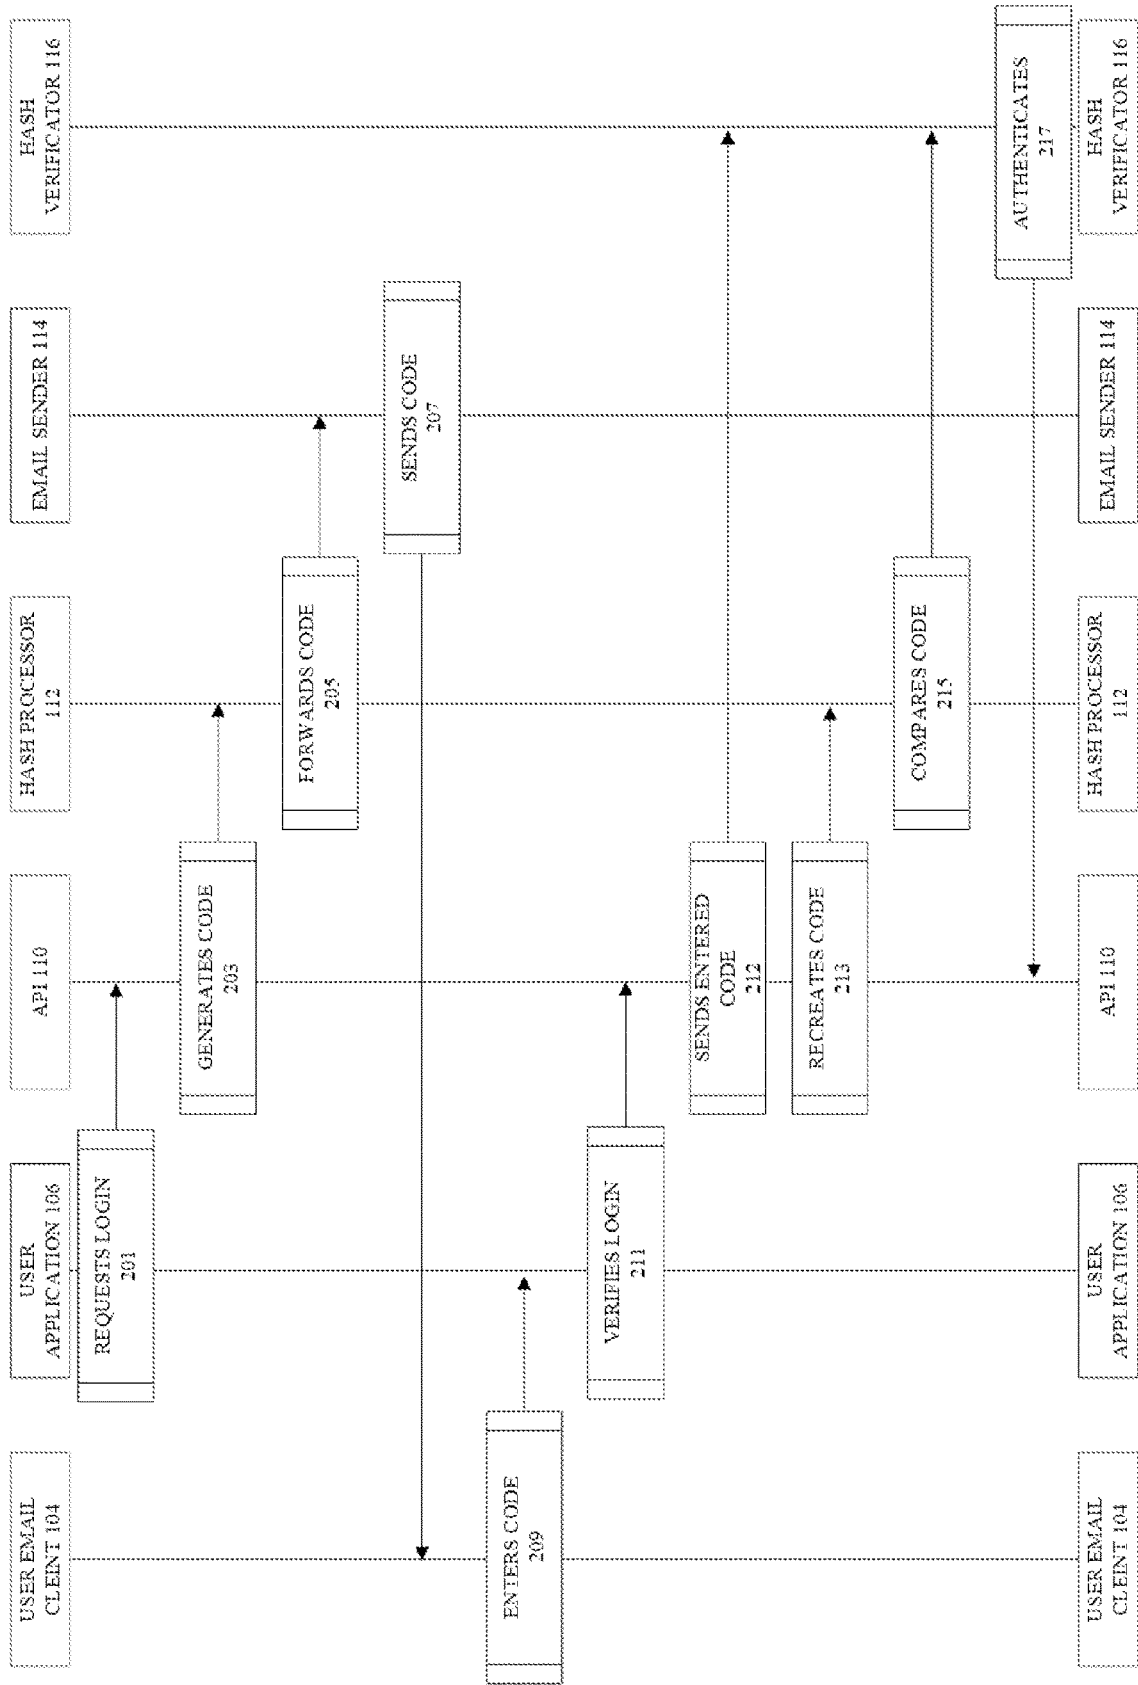 USER EMAIL
CLEINT 104
USER
APPLICATION 106
API 110
HASH PROCESSOR
112
EMAIL SENDER 114
HASH
VERIFICATOR 116
REQUESTS LOGIN
201
GENERATES CODE
203
FORWARDS CODE
205
SENDS CODE
207
ENTERS CODE
209
VERIFIES LOGIN
211
SENDS ENTERED
CODE
212
RECREATES CODE
213
COMPARES CODE
215
AUTHENTICATES
217
USER EMAIL
CLEINT 104
USER
APPLICATION 106
API 110
HASH PROCESSOR
112
EMAIL SENDER 114
HASH
VERIFICATOR 116